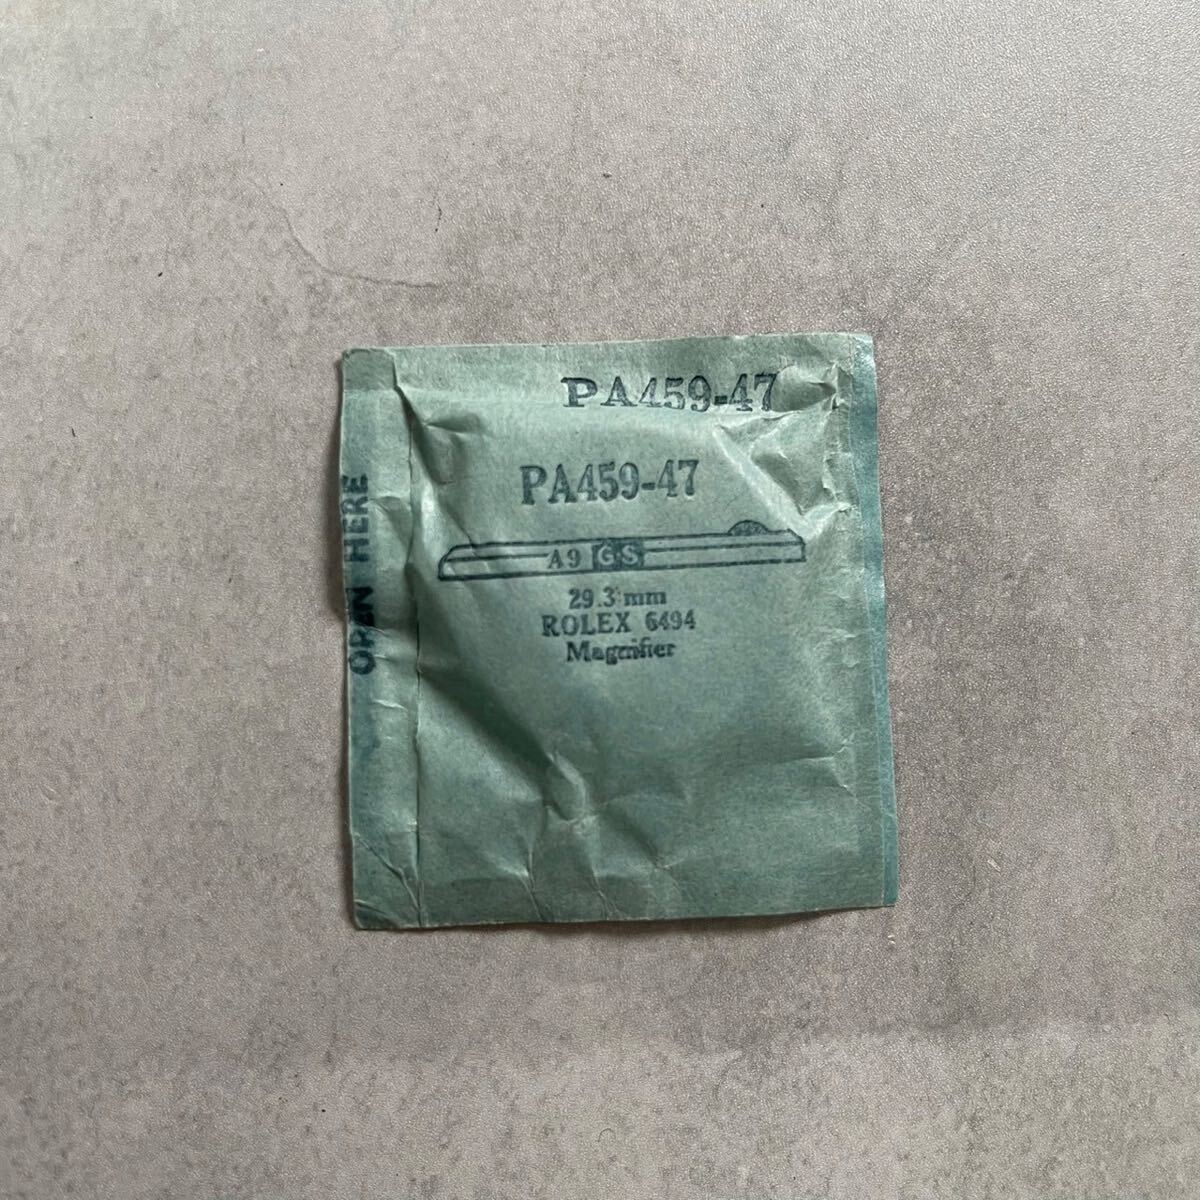 PA459-47
PA459-47
A9 GS
29.3 mm
ROLEX 6494
Magnifier
OPEN HERE